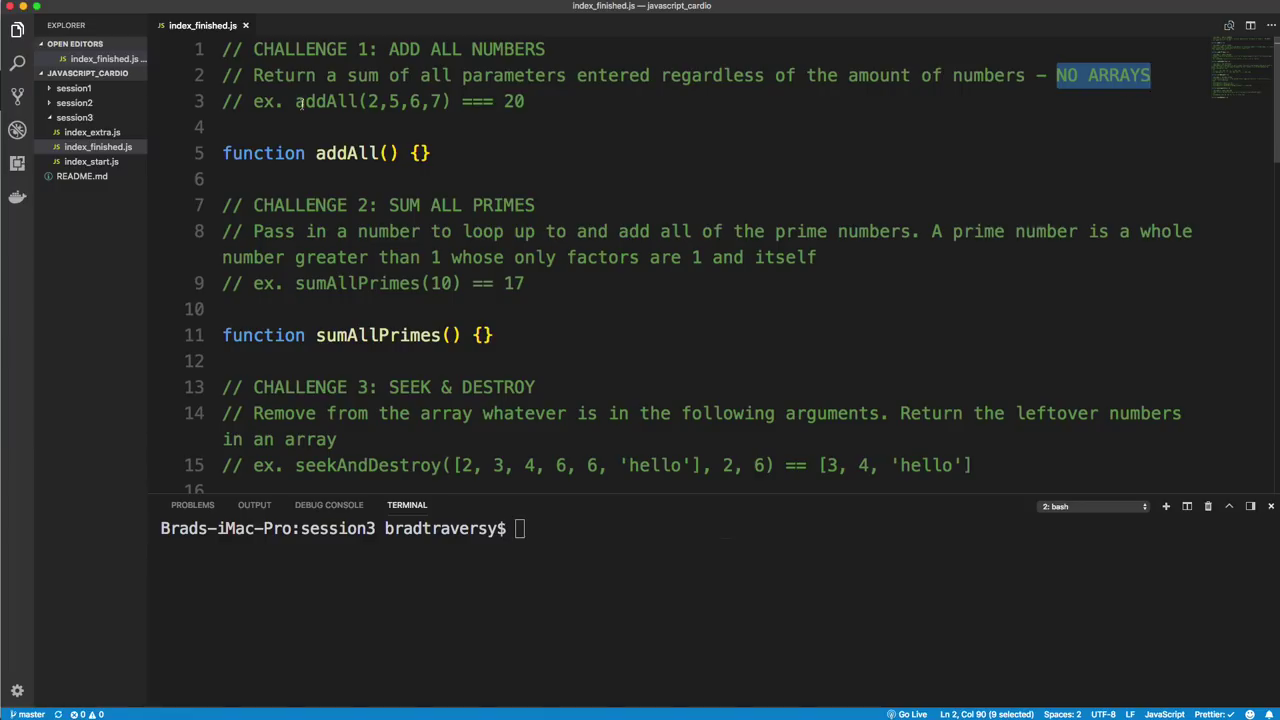 index_finished.js — javascript_cardio
EXPLORER
OPEN EDITORS
index_finished.js ...
JAVASCRIPT_CARDIO
session1
session2
session3
JS index_extra.js
JS index_finished.js
JS index_start.js
README.md
JS index_finished.js ×
1 // CHALLENGE 1: ADD ALL NUMBERS
2 // Return a sum of all parameters entered regardless of the amount of numbers - NO ARRAYS
3 // ex. addAll(2,5,6,7) === 20
4
5 function addAll() {}
6
7 // CHALLENGE 2: SUM ALL PRIMES
8 // Pass in a number to loop up to and add all of the prime numbers. A prime number is a whole
number greater than 1 whose only factors are 1 and itself
9 // ex. sumAllPrimes(10) == 17
10
11 function sumAllPrimes() {}
12
13 // CHALLENGE 3: SEEK & DESTROY
14 // Remove from the array whatever is in the following arguments. Return the leftover numbers
in an array
15 // ex. seekAndDestroy([2, 3, 4, 6, 6, 'hello'], 2, 6) == [3, 4, 'hello']
16
PROBLEMS OUTPUT DEBUG CONSOLE TERMINAL 2: bash
Brads-iMac-Pro:session3 bradtraversy$
master 0 0 Go Live Ln 2, Col 90 (9 selected) Spaces: 2 UTF-8 LF JavaScript Prettier: ✓